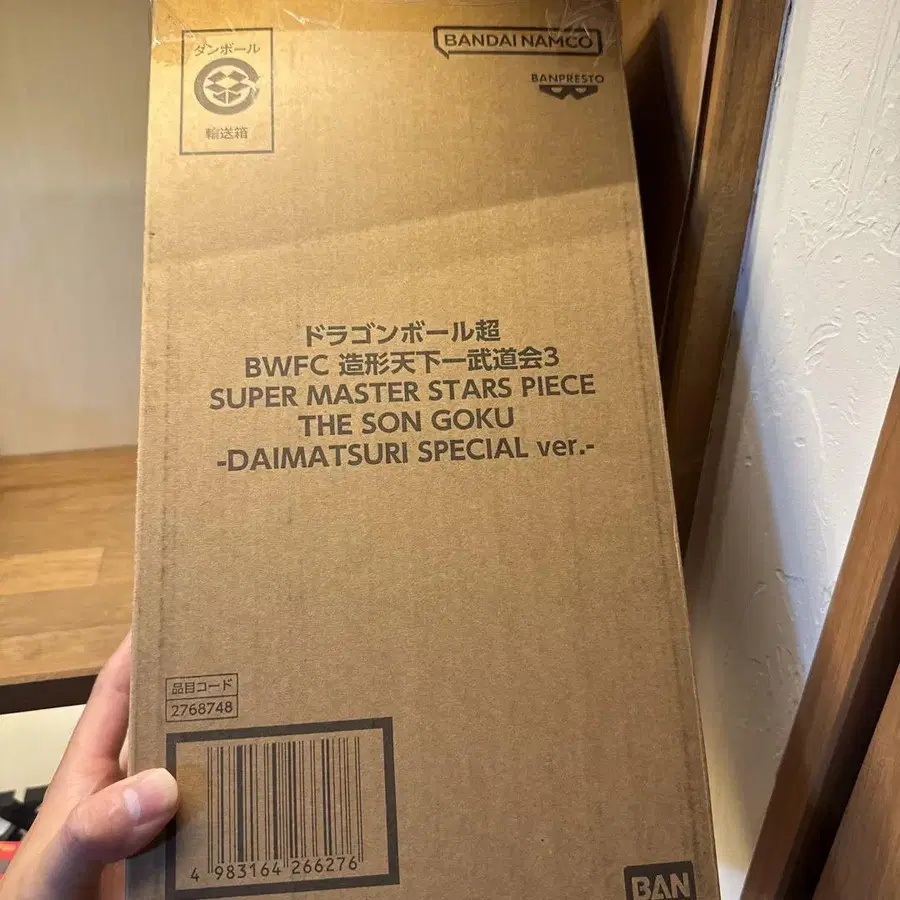 ダンボール
輸送箱
BANDAI NAMCO
BANPRESTO
ドラゴンボール超
BWFC 造形天下一武道会3
SUPER MASTER STARS PIECE
THE SON GOKU
-DAIMATSURI SPECIAL ver.-
品目コード
2768748
4 983164 266276
BAN